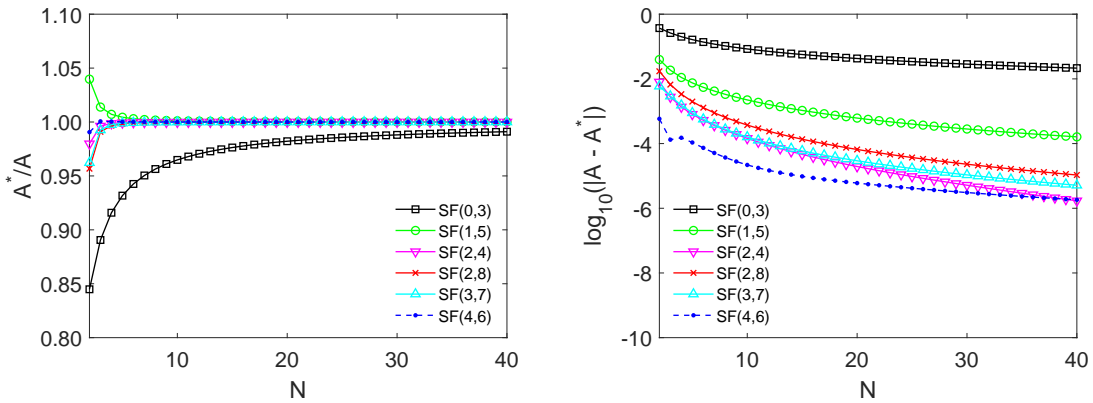 1.10
1.05
1.00
0.95
0.90
0.85
0.80
A*/A
10
20
30
40
N
SF(0,3)
SF(1,5)
SF(2,4)
SF(2,8)
SF(3,7)
SF(4,6)
0
-2
-4
-6
-8
-10
log10(|A - A*|)
10
20
30
40
N
SF(0,3)
SF(1,5)
SF(2,4)
SF(2,8)
SF(3,7)
SF(4,6)